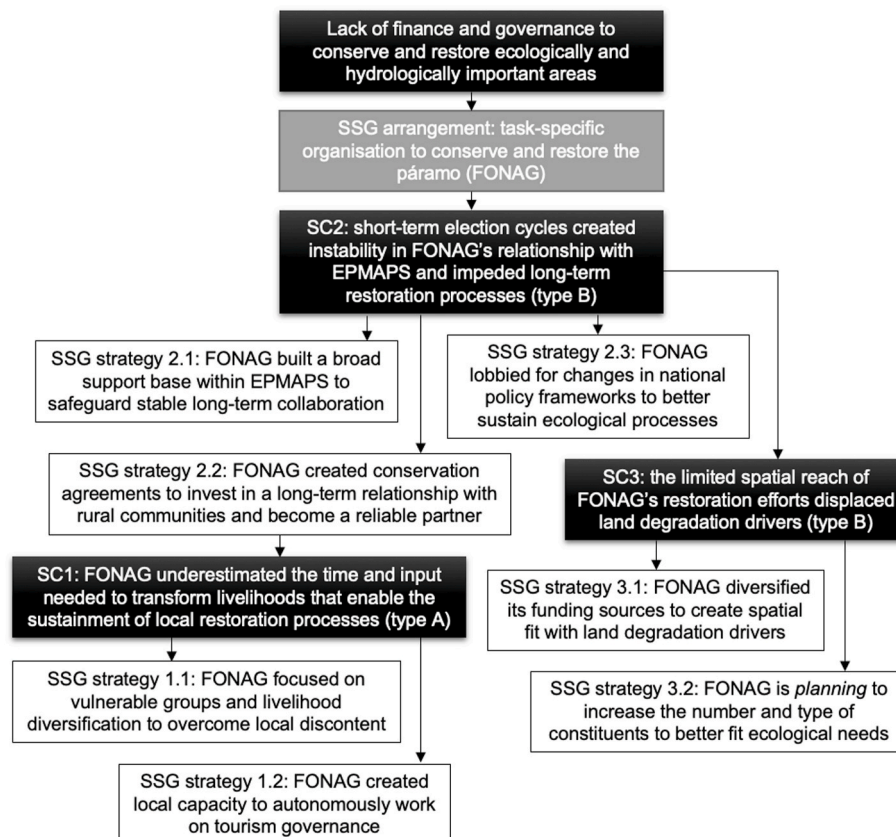 Lack of finance and governance to
conserve and restore ecologically and
hydrologically important areas
SSG arrangement: task-specific
organisation to conserve and restore the
páramo (FONAG)
SC2: short-term election cycles created
instability in FONAG's relationship with
EPMAPS and impeded long-term
restoration processes (type B)
SSG strategy 2.1: FONAG built a broad
support base within EPMAPS to
safeguard stable long-term collaboration
SSG strategy 2.3: FONAG
lobbied for changes in national
policy frameworks to better
sustain ecological processes
SSG strategy 2.2: FONAG created conservation
agreements to invest in a long-term relationship with
rural communities and become a reliable partner
SC3: the limited spatial reach of
FONAG's restoration efforts displaced
land degradation drivers (type B)
SC1: FONAG underestimated the time and input
needed to transform livelihoods that enable the
sustainment of local restoration processes (type A)
SSG strategy 3.1: FONAG diversified
its funding sources to create spatial
fit with land degradation drivers
SSG strategy 1.1: FONAG focused on
vulnerable groups and livelihood
diversification to overcome local discontent
SSG strategy 3.2: FONAG is planning to
increase the number and type of
constituents to better fit ecological needs
SSG strategy 1.2: FONAG created
local capacity to autonomously work
on tourism governance